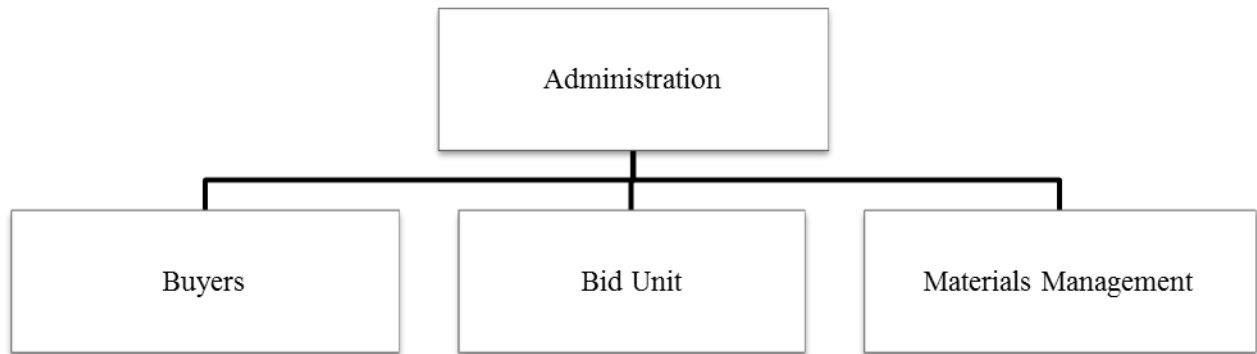 Administration
Buyers
Bid Unit
Materials Management